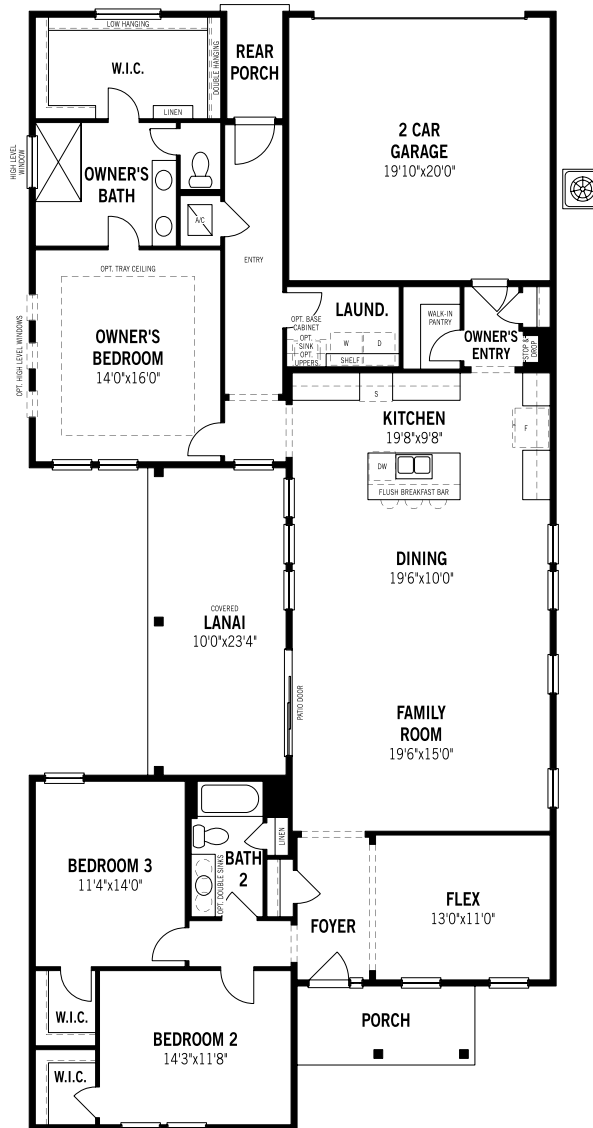 LOW HANGING
DOUBLE HANGING
W.I.C.
LINEN
REAR
PORCH
2 CAR
GARAGE
19'10"x20'0"
HIGH LEVEL
WINDOW
OWNER'S
BATH
A/C
ENTRY
OPT. TRAY CEILING
OPT. HIGH LEVEL WINDOWS
OWNER'S
BEDROOM
14'0"x16'0"
LAUND.
OPT. BASE
CABINET
OPT.
SINK
OPT.
UPPERS
W
D.
SHELF
WALK-IN
PANTRY
OWNER'S
ENTRY
STOP &
DROP
S
KITCHEN
19'8"x9'8"
F
DW
FLUSH BREAKFAST BAR
DINING
19'6"x10'0"
COVERED
LANAI
10'0"x23'4"
PATIO DOOR
FAMILY
ROOM
19'6"x15'0"
BEDROOM 3
11'4"x14'0"
LINEN
BATH
2
OPT. DOUBLE SINKS
FLEX
13'0"x11'0"
FOYER
W.I.C.
BEDROOM 2
14'3"x11'8"
PORCH
W.I.C.